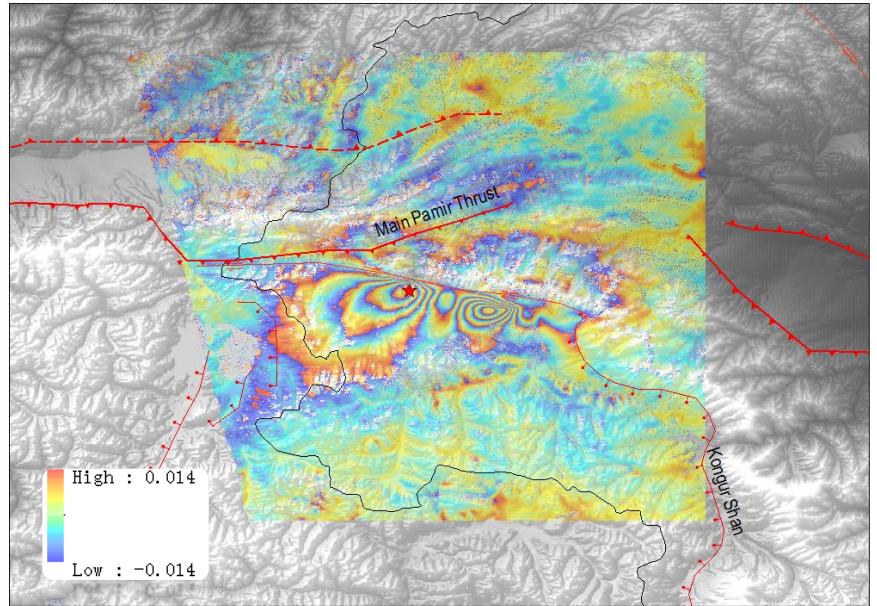 Main Pamir Thrust
Kongur Shan
High : 0.014
Low : -0.014